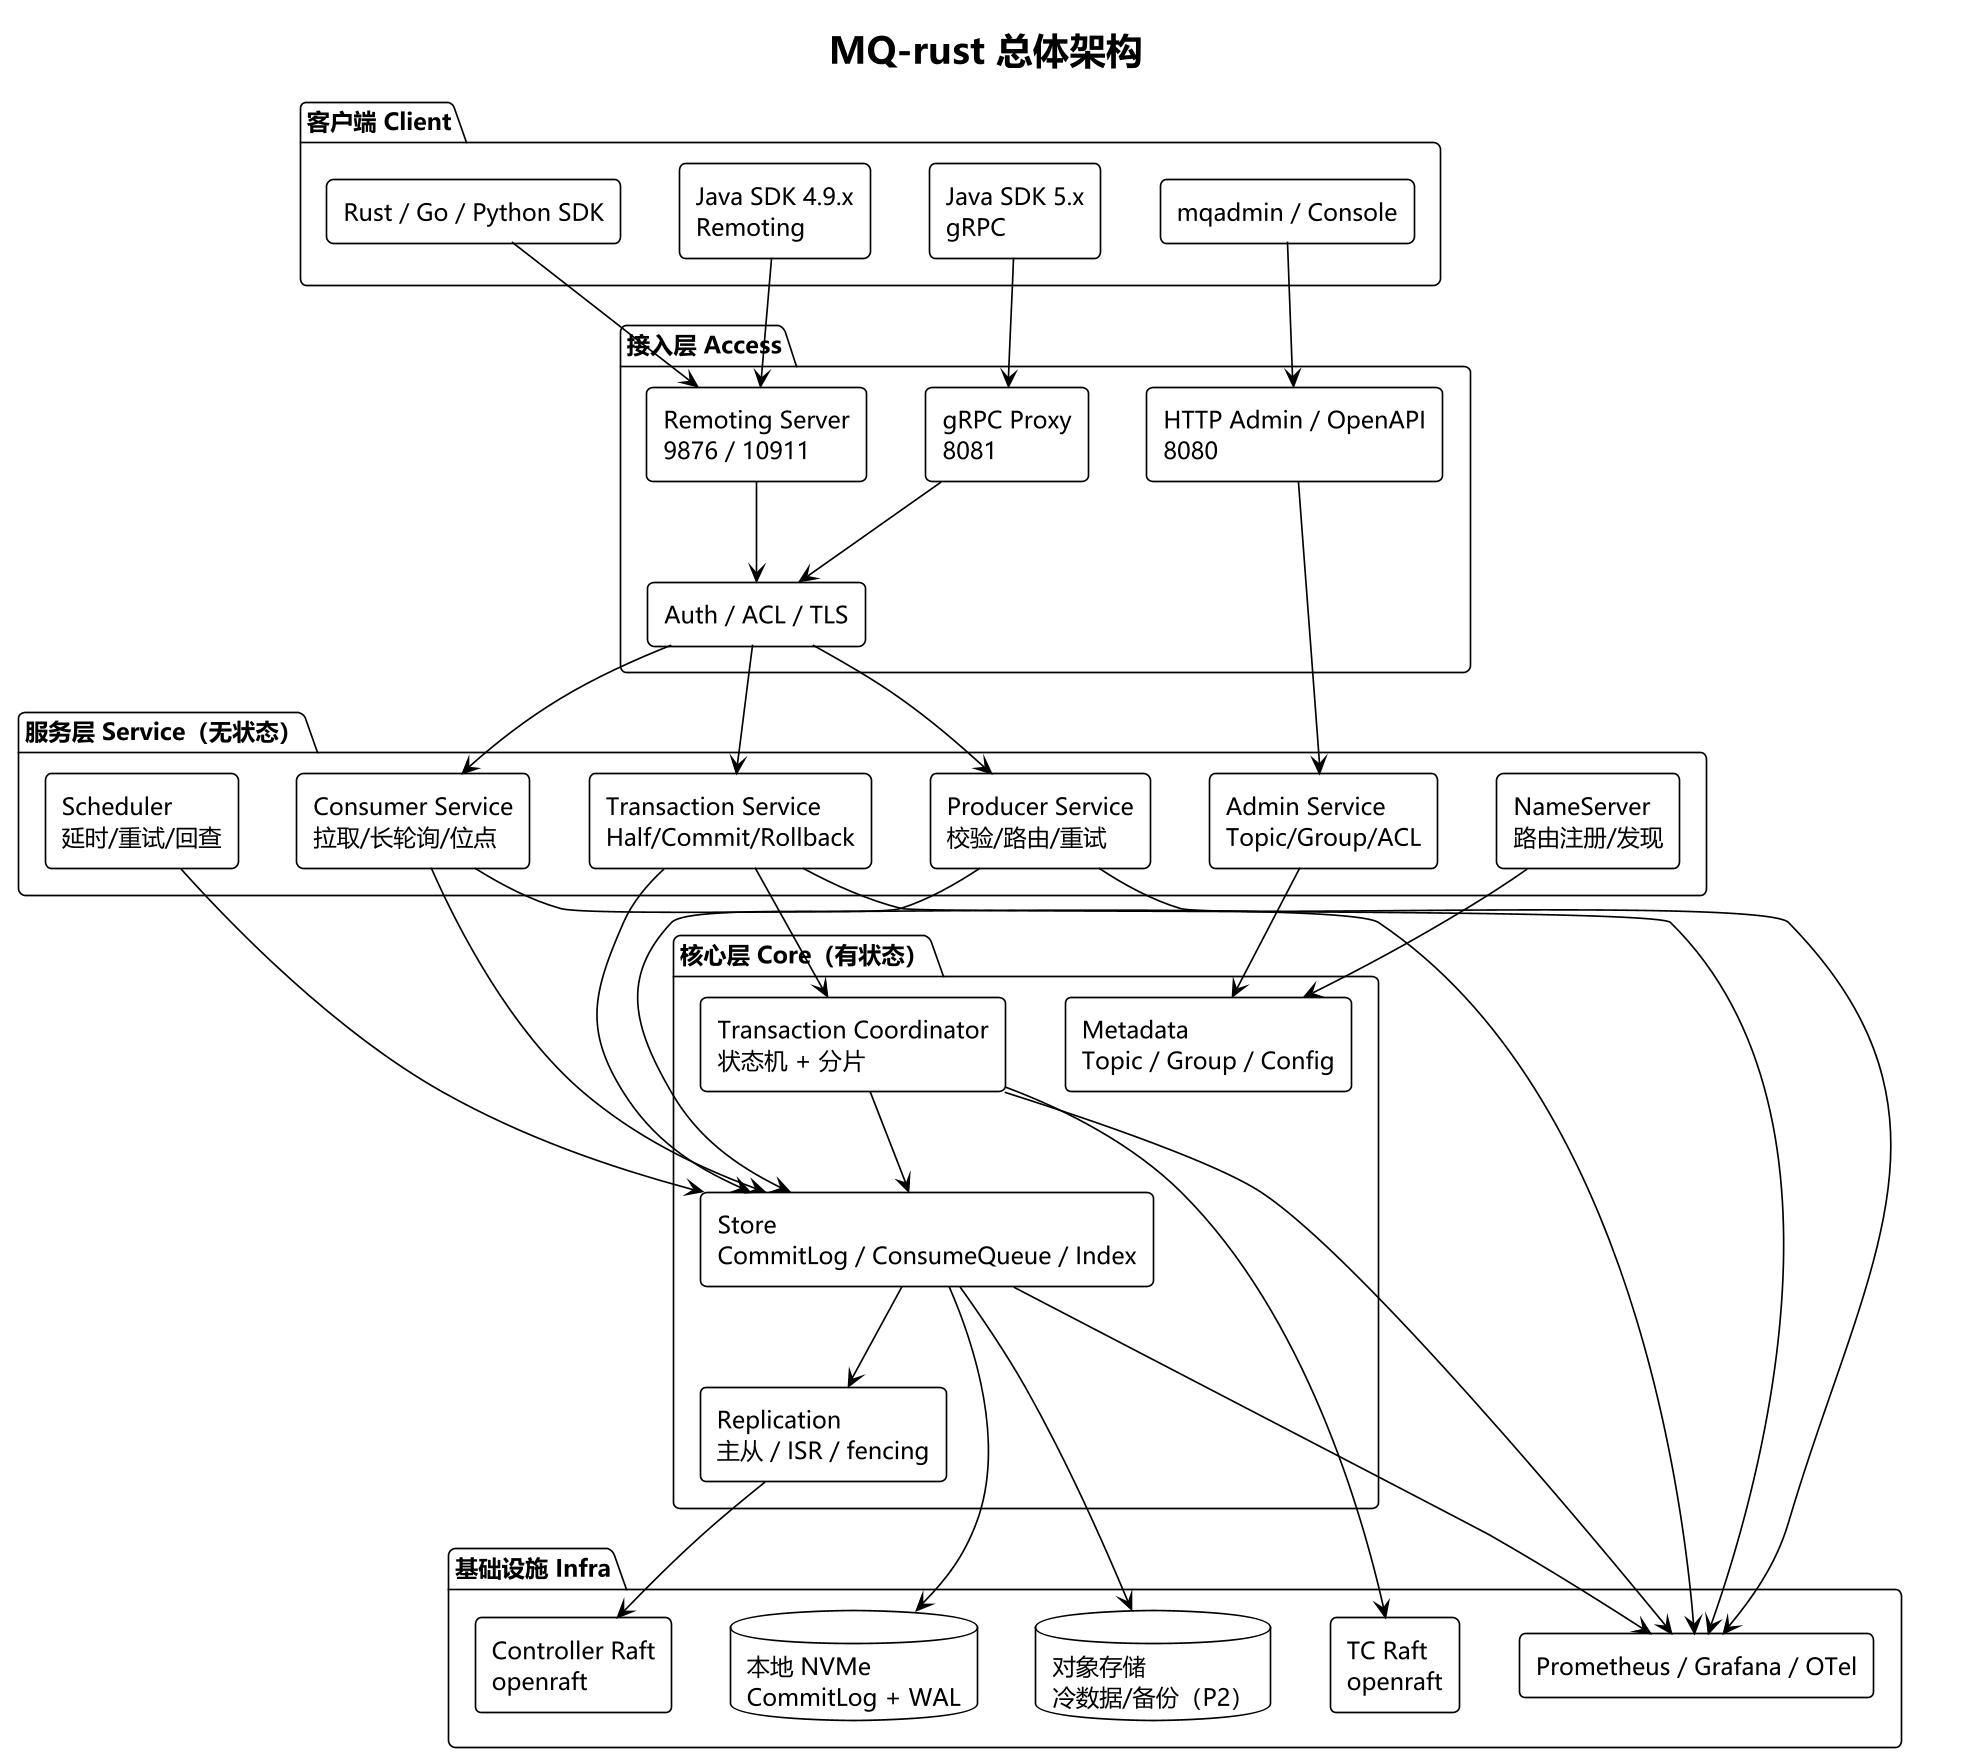 MQ-rust 总体架构
客户端 Client
Rust / Go / Python SDK
Java SDK 4.9.x
Remoting
Java SDK 5.x
gRPC
mqadmin / Console
接入层 Access
Remoting Server
9876 / 10911
gRPC Proxy
8081
HTTP Admin / OpenAPI
8080
Auth / ACL / TLS
服务层 Service（无状态）
Scheduler
延时/重试/回查
Consumer Service
拉取/长轮询/位点
Transaction Service
Half/Commit/Rollback
Producer Service
校验/路由/重试
Admin Service
Topic/Group/ACL
NameServer
路由注册/发现
核心层 Core（有状态）
Transaction Coordinator
状态机 + 分片
Metadata
Topic / Group / Config
Store
CommitLog / ConsumeQueue / Index
Replication
主从 / ISR / fencing
基础设施 Infra
Controller Raft
openraft
本地 NVMe
CommitLog + WAL
对象存储
冷数据/备份（P2）
TC Raft
openraft
Prometheus / Grafana / OTel